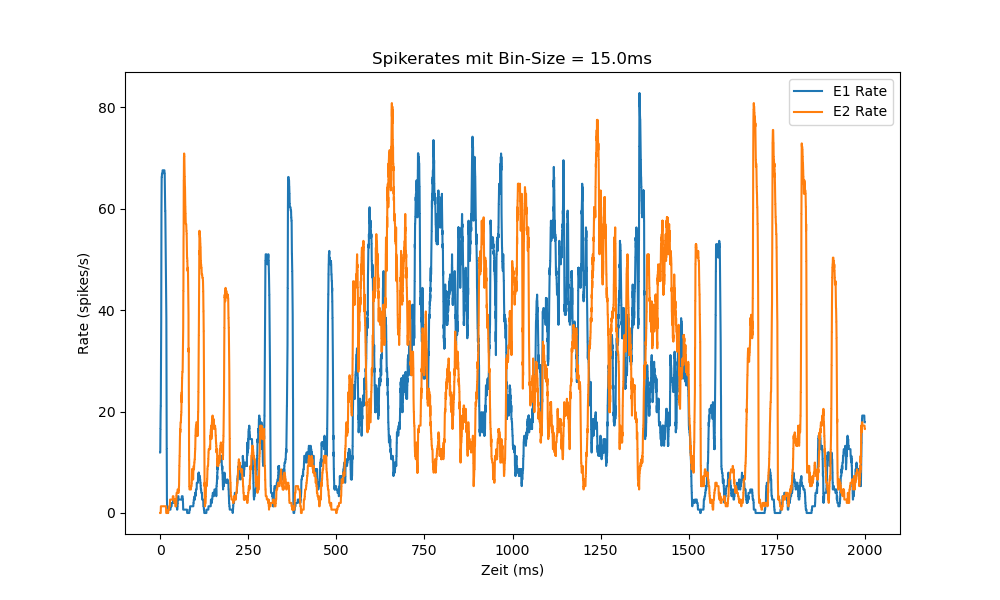 Spikerates mit Bin-Size = 15.0ms
E1 Rate
E2 Rate
Rate (spikes/s)
80
60
40
20
0
0 250 500 750 1000 1250 1500 1750 2000
Zeit (ms)